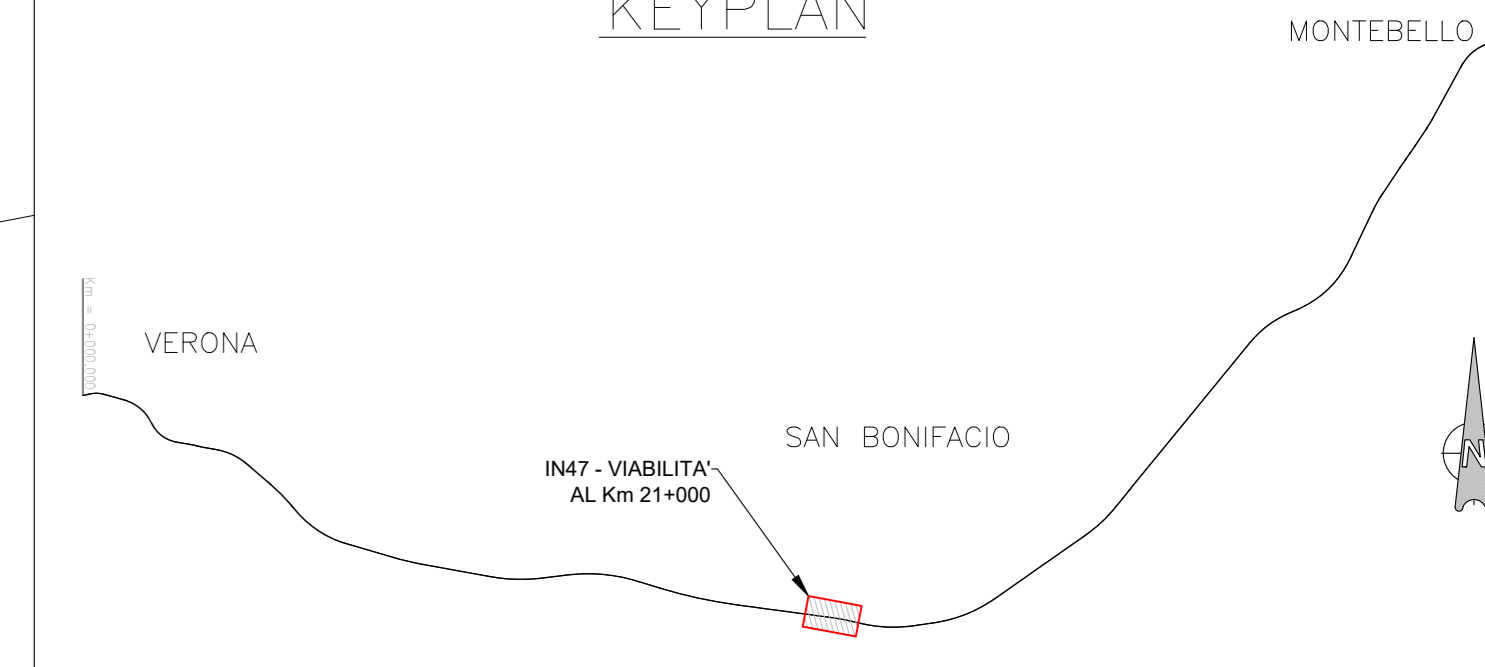 KEYPLAN
MONTEBELLO
Km = 0+000.000
VERONA
SAN BONIFACIO
IN47 - VIABILITA'
AL Km 21+000
N